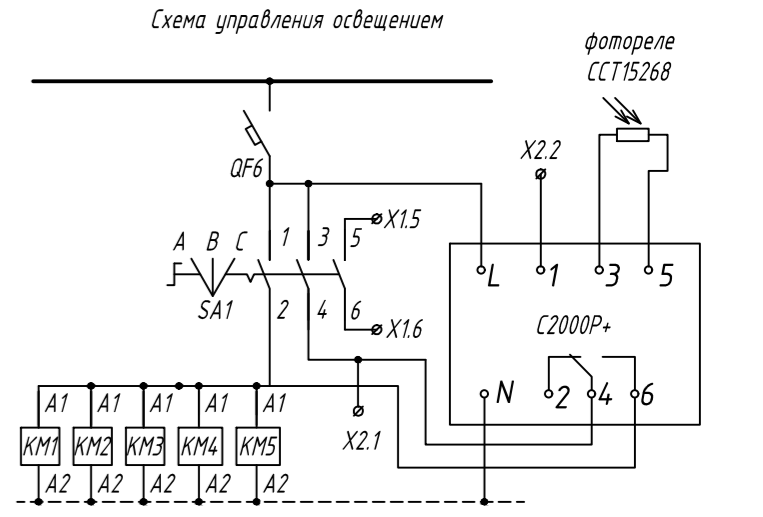 Схема управления освещением
фотореле
ССТ15268
QF6
X2.2
A B C
1 3 5
X1.5
SA1
2 4 6
X1.6
L 1 3 5
С2000Р+
N 2 4 6
X2.1
A1 A1 A1 A1 A1
KM1 KM2 KM3 KM4 KM5
A2 A2 A2 A2 A2